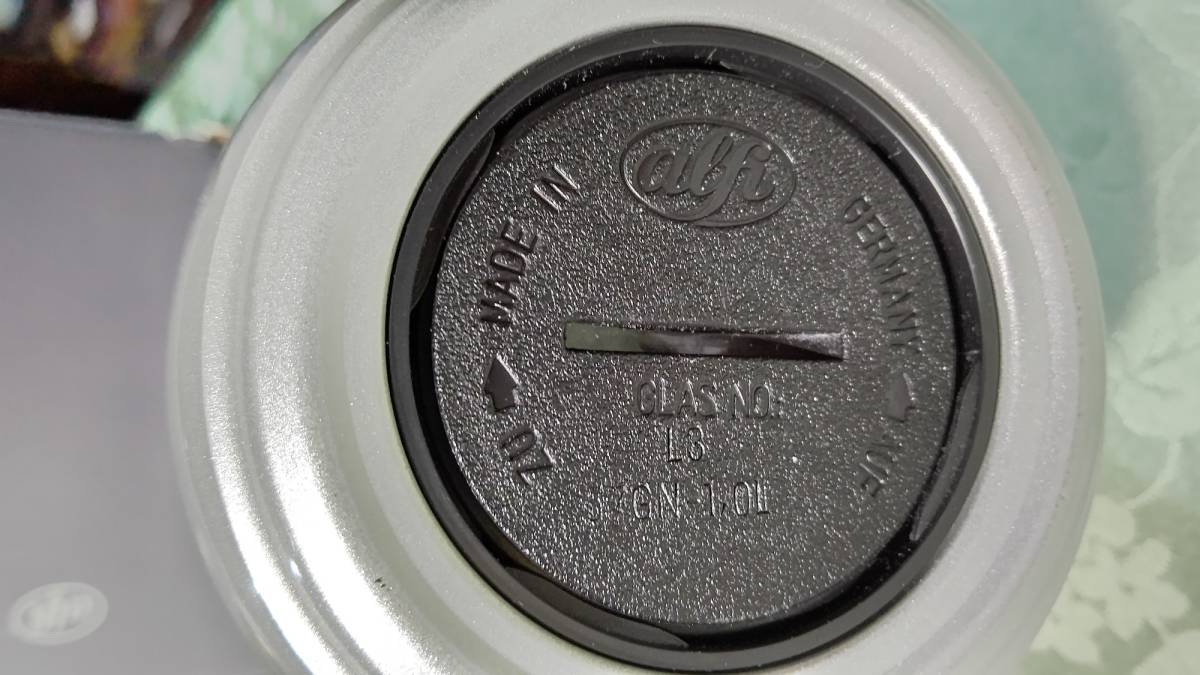 alfi
MADE IN
GERMANY
ZU
AUF
GLAS NO.:
L3
GN-1,0L
alfi